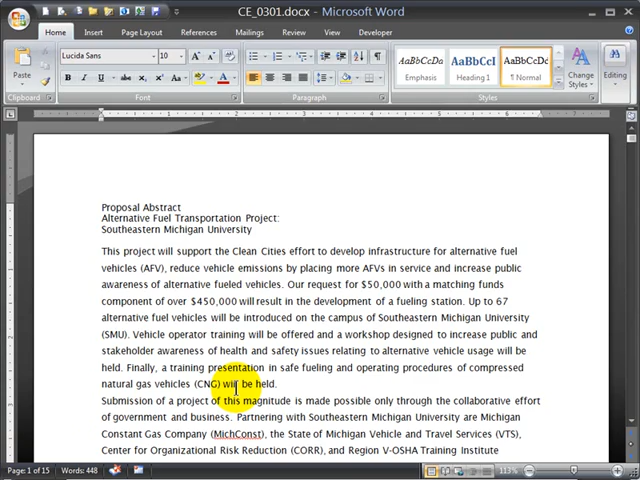 CE_0301.docx - Microsoft Word
Home Insert Page Layout References Mailings Review View
Paste
Lucida Sans 10
AaBbCcDc AaBbCcI AaBbCcDc
Emphasis Heading 1 ¶ Normal
Change Styles
Editing
Clipboard Font Paragraph Styles
Proposal Abstract
Alternative Fuel Transportation Project:
Southeastern Michigan University
This project will support the Clean Cities effort to develop infrastructure for alternative fuel
vehicles (AFV), reduce vehicle emissions by placing more AFVs in service and increase public
awareness of alternative fueled vehicles. Our request for $50,000 with a matching funds
component of over $450,000 will result in the development of a fueling station. Up to 67
alternative fuel vehicles will be introduced on the campus of Southeastern Michigan University
(SMU). Vehicle operator training will be offered and a workshop designed to increase public and
stakeholder awareness of health and safety issues relating to alternative vehicle usage will be
held. Finally, a training presentation in safe fueling and operating procedures of compressed
natural gas vehicles (CNG) will be held.
Submission of a project of this magnitude is made possible only through the collaborative effort
of government and business. Partnering with Southeastern Michigan University are Michigan
Constant Gas Company (MichConst), the State of Michigan Vehicle and Travel Services (VTS),
Center for Organizational Risk Reduction (CORR), and Region V-OSHA Training Institute
Page: 1 of 15 Words: 448 113%